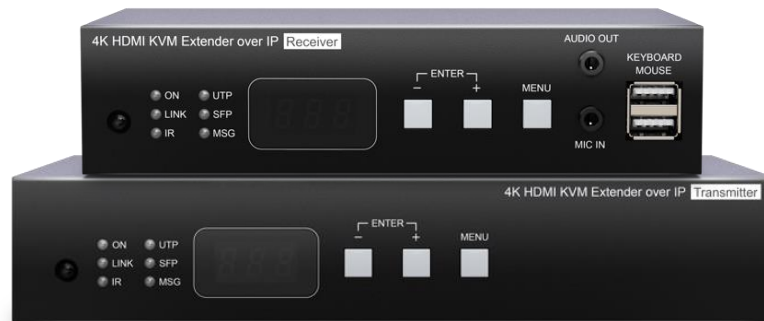 4K HDMI KVM Extender over IP Receiver
AUDIO OUT
KEYBOARD
MOUSE
ENTER
− +
MENU
ON UTP
LINK SFP
IR MSG
MIC IN
4K HDMI KVM Extender over IP Transmitter
ENTER
− +
MENU
ON UTP
LINK SFP
IR MSG